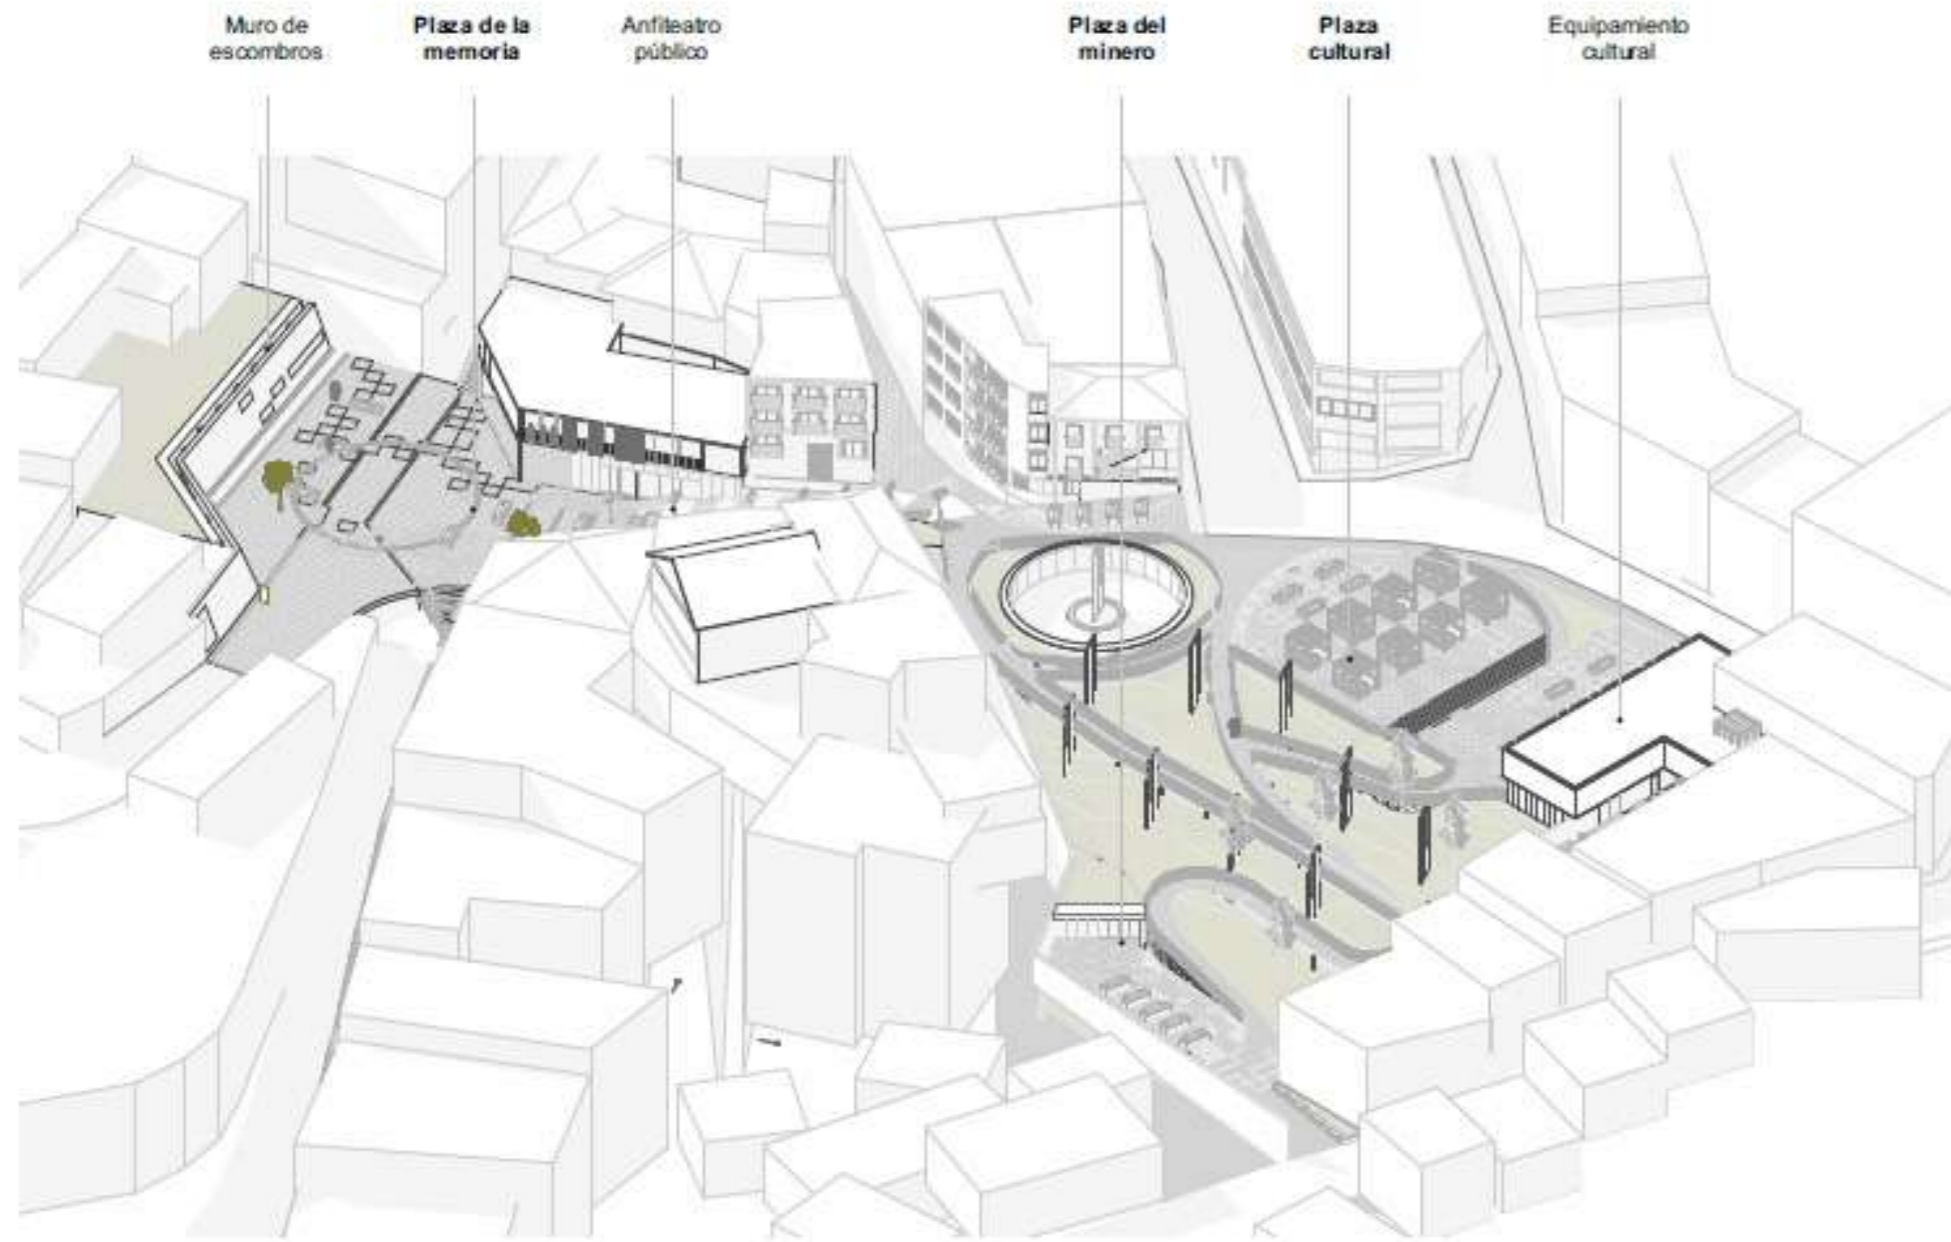 Muro de
escombros
Plaza de la
memoria
Anfiteatro
público
Plaza del
minero
Plaza
cultural
Equipamiento
cultural